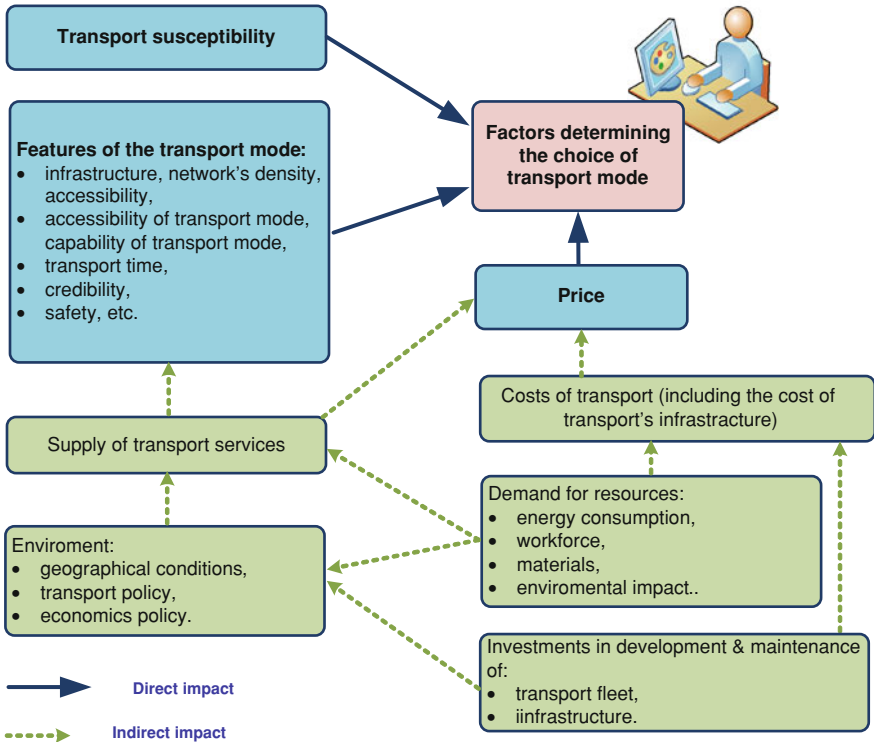 Transport susceptibility
Features of the transport mode:
• infrastructure, network's density,
accessibility,
• accessibility of transport mode,
capability of transport mode,
• transport time,
• credibility,
• safety, etc.
Factors determining
the choice of
transport mode
Price
Supply of transport services
Costs of transport (including the cost of
transport's infrastracture)
Enviroment:
• geographical conditions,
• transport policy,
• economics policy.
Demand for resources:
• energy consumption,
• workforce,
• materials,
• enviromental impact..
Investments in development & maintenance
of:
• transport fleet,
• iinfrastructure.
Direct impact
Indirect impact